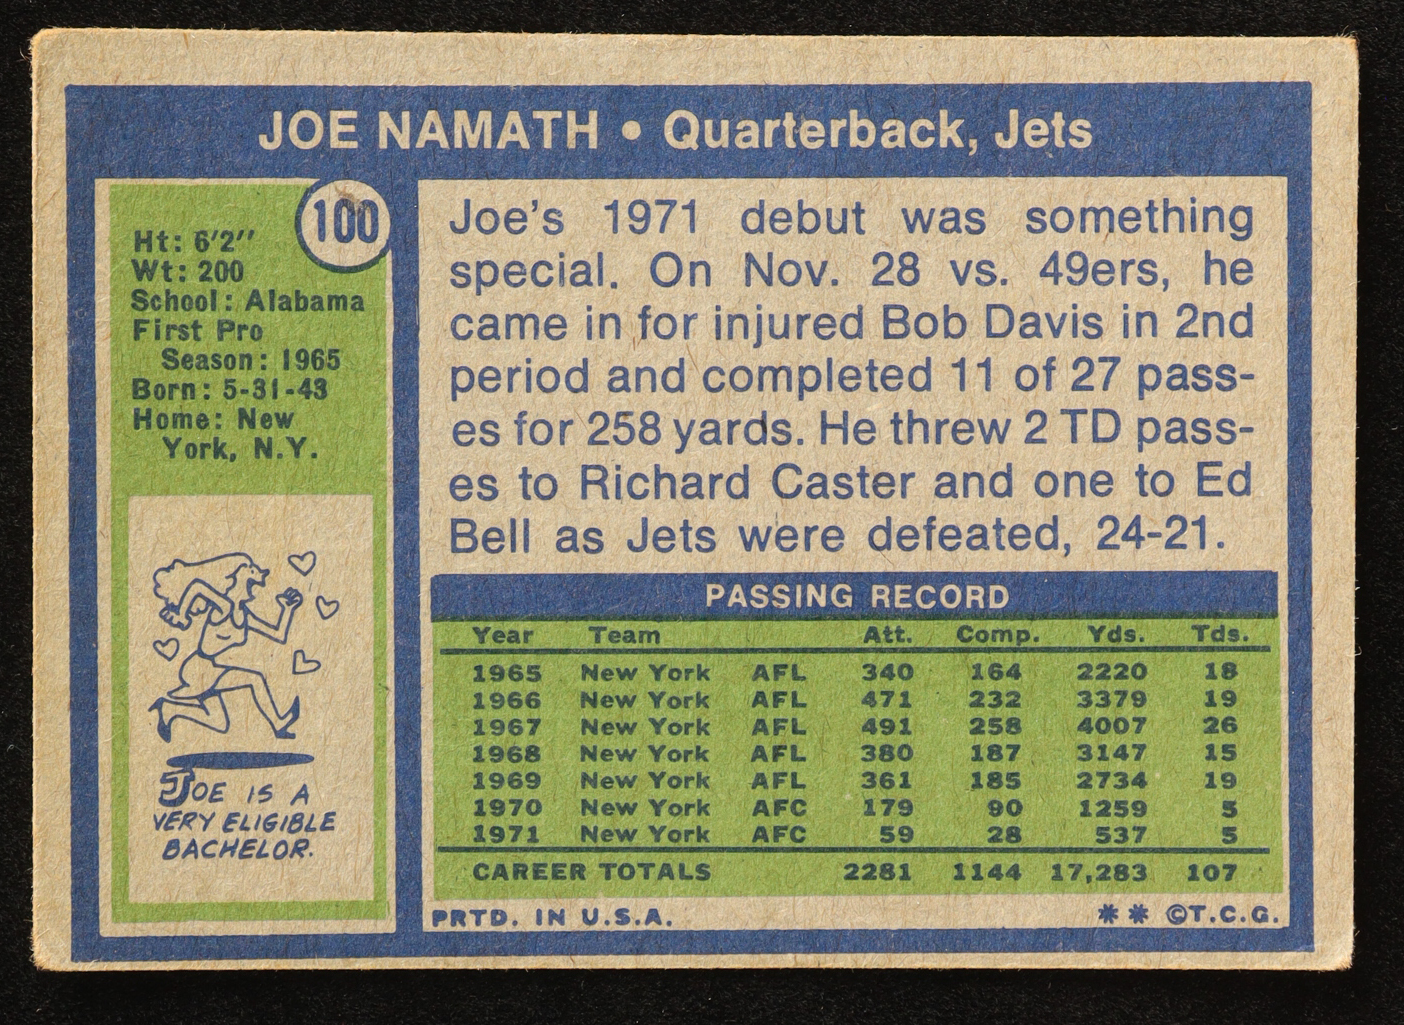 JOE NAMATH • Quarterback, Jets
100
Ht: 6'2''
Wt: 200
School: Alabama
First Pro
Season: 1965
Born: 5-31-43
Home: New
York, N.Y.
JOE IS A
VERY ELIGIBLE
BACHELOR.
Joe's 1971 debut was something
special. On Nov. 28 vs. 49ers, he
came in for injured Bob Davis in 2nd
period and completed 11 of 27 pass-
es for 258 yards. He threw 2 TD pass-
es to Richard Caster and one to Ed
Bell as Jets were defeated, 24-21.
PASSING RECORD
Year Team Att. Comp. Yds. Tds.
1965 New York AFL 340 164 2220 18
1966 New York AFL 471 232 3379 19
1967 New York AFL 491 258 4007 26
1968 New York AFL 380 187 3147 15
1969 New York AFL 361 185 2734 19
1970 New York AFC 179 90 1259 5
1971 New York AFC 59 28 537 5
CAREER TOTALS 2281 1144 17,283 107
PRTD. IN U.S.A. * * ©T.C.G.